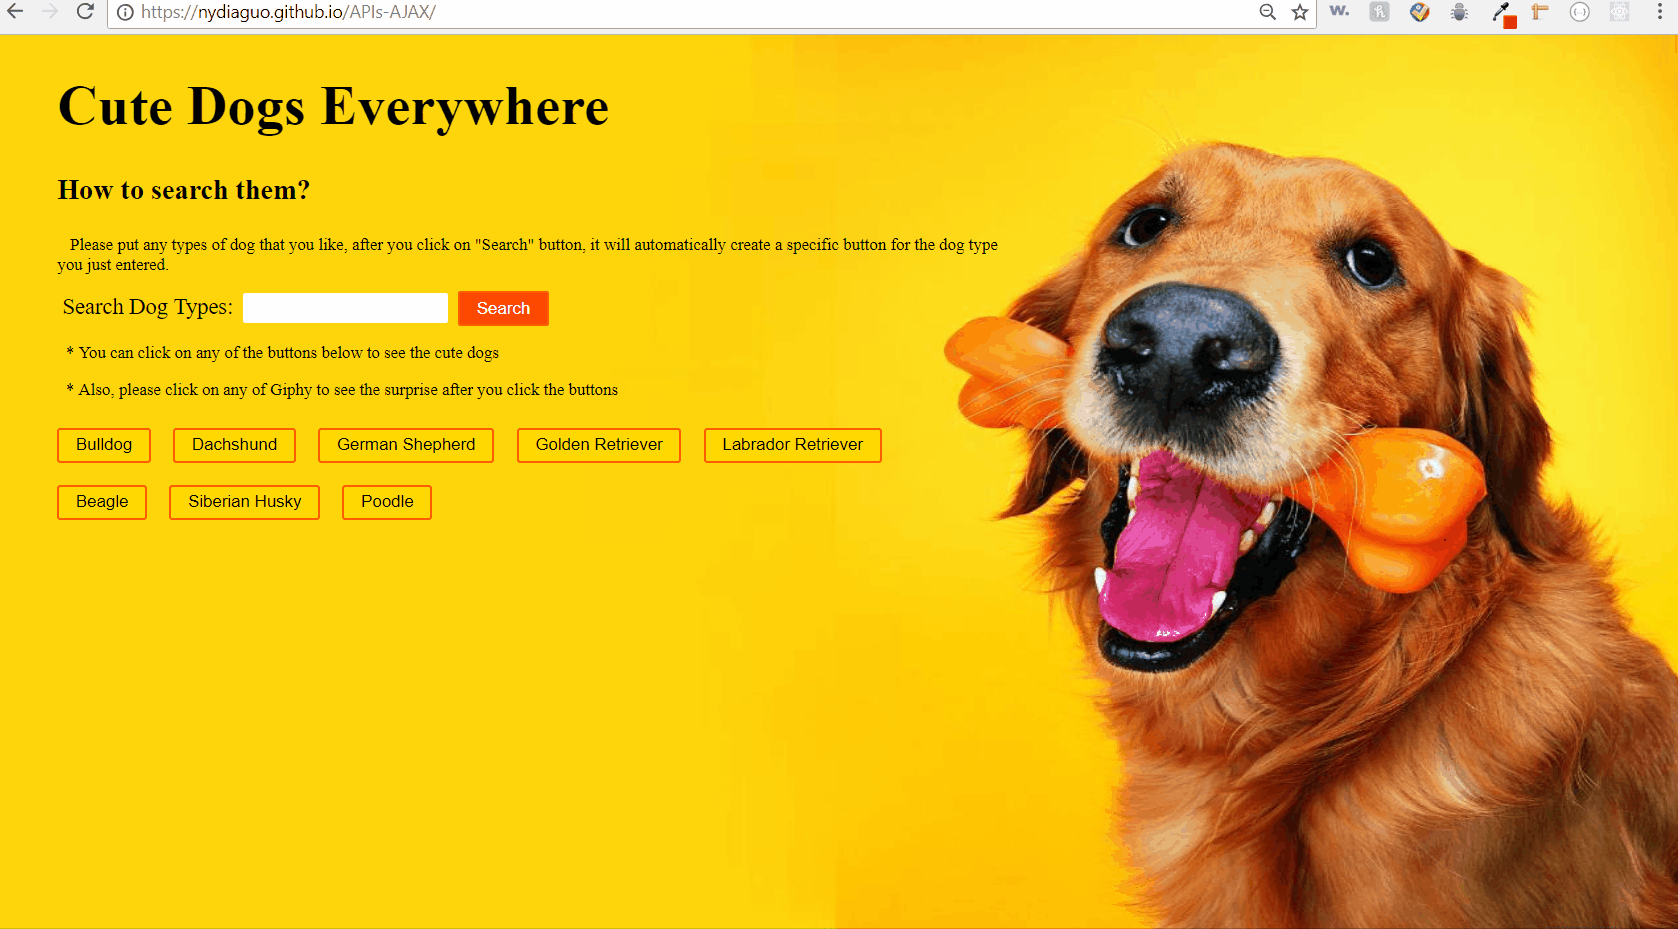 https://nydiaguo.github.io/APIs-AJAX/
w.
Cute Dogs Everywhere
How to search them?
Please put any types of dog that you like, after you click on "Search" button, it will automatically create a specific button for the dog type
you just entered.
Search Dog Types: Search
* You can click on any of the buttons below to see the cute dogs
* Also, please click on any of Giphy to see the surprise after you click the buttons
Bulldog Dachshund German Shepherd Golden Retriever Labrador Retriever
Beagle Siberian Husky Poodle